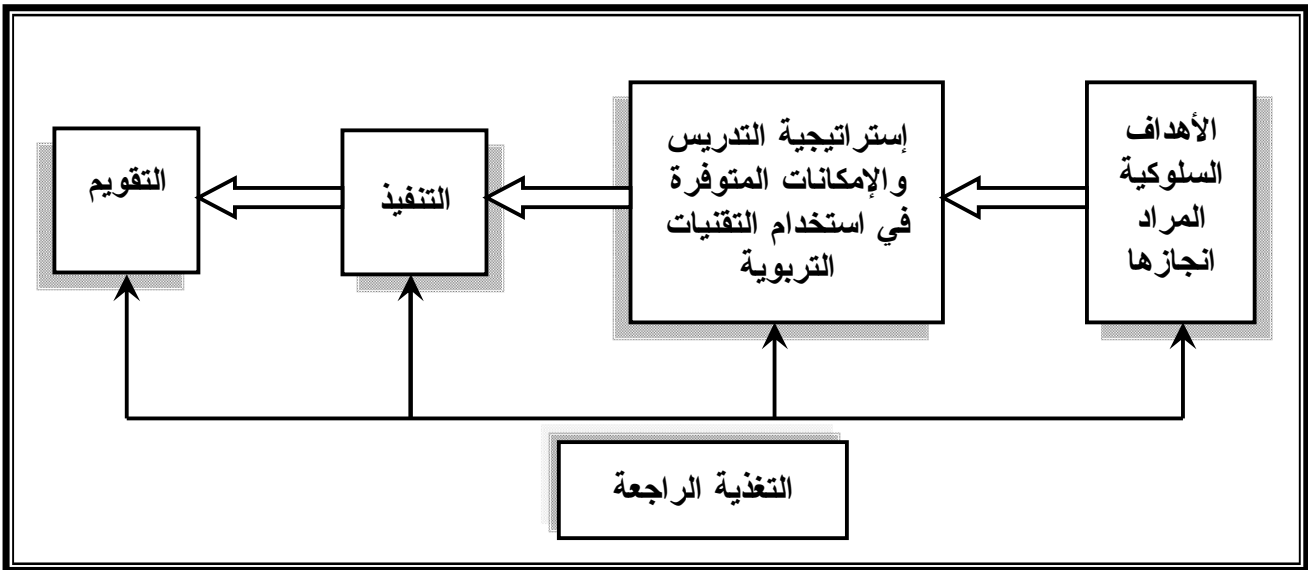 الأهداف
السلوكية
المراد
انجازها
إستراتيجية التدريس
والإمكانات المتوفرة
في استخدام التقنيات
التربوية
التنفيذ
التقويم
التغذية الراجعة